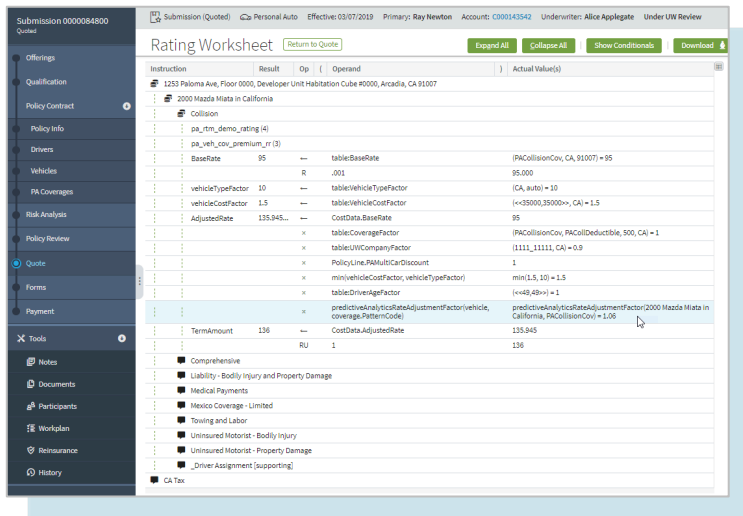 Submission 0000084800
Quoted
Submission (Quoted) Personal Auto Effective: 03/07/2019 Primary: Ray Newton Account: C000143542 Underwriter: Alice Applegate Under UW Review
Rating Worksheet Return to Quote Expand All Collapse All Show Conditionals Download
Offerings
Qualification
Policy Contract
Policy Info
Drivers
Vehicles
PA Coverages
Risk Analysis
Policy Review
Quote
Forms
Payment
Tools
Notes
Documents
Participants
Workplan
Reinsurance
History
Instruction Result Op ( Operand ) Actual Value(s)
1253 Paloma Ave, Floor 0000, Developer Unit Habitation Cube #0000, Arcadia, CA 91007
2000 Mazda Miata in California
Collision
pa_rtm_demo_rating (4)
pa_veh_cov_premium_rr (3)
BaseRate 95 ← table:BaseRate (PACollisionCov, CA, 91007) = 95
R .001 95.000
vehicleTypeFactor 10 ← table:VehicleTypeFactor (CA, auto) = 10
vehicleCostFactor 1.5 ← table:VehicleCostFactor (<<35000,35000>>, CA) = 1.5
AdjustedRate 135.945... ← CostData.BaseRate 95
× table:CoverageFactor (PACollisionCov, PACollDeductible, 500, CA) = 1
× table:UWCompanyFactor (1111_11111, CA) = 0.9
× PolicyLine.PAMultiCarDiscount 1
× min(vehicleCostFactor, vehicleTypeFactor) min(1.5, 10) = 1.5
× table:DriverAgeFactor (<<49,49>>) = 1
× predictiveAnalyticsRateAdjustmentFactor(vehicle, predictiveAnalyticsRateAdjustmentFactor(2000 Mazda Miata in
coverage.PatternCode) California, PACollisionCov) = 1.06
TermAmount 136 ← CostData.AdjustedRate 135.945
RU 1 136
Comprehensive
Liability - Bodily Injury and Property Damage
Medical Payments
Mexico Coverage - Limited
Towing and Labor
Uninsured Motorist - Bodily Injury
Uninsured Motorist - Property Damage
_Driver Assignment [supporting]
CA Tax